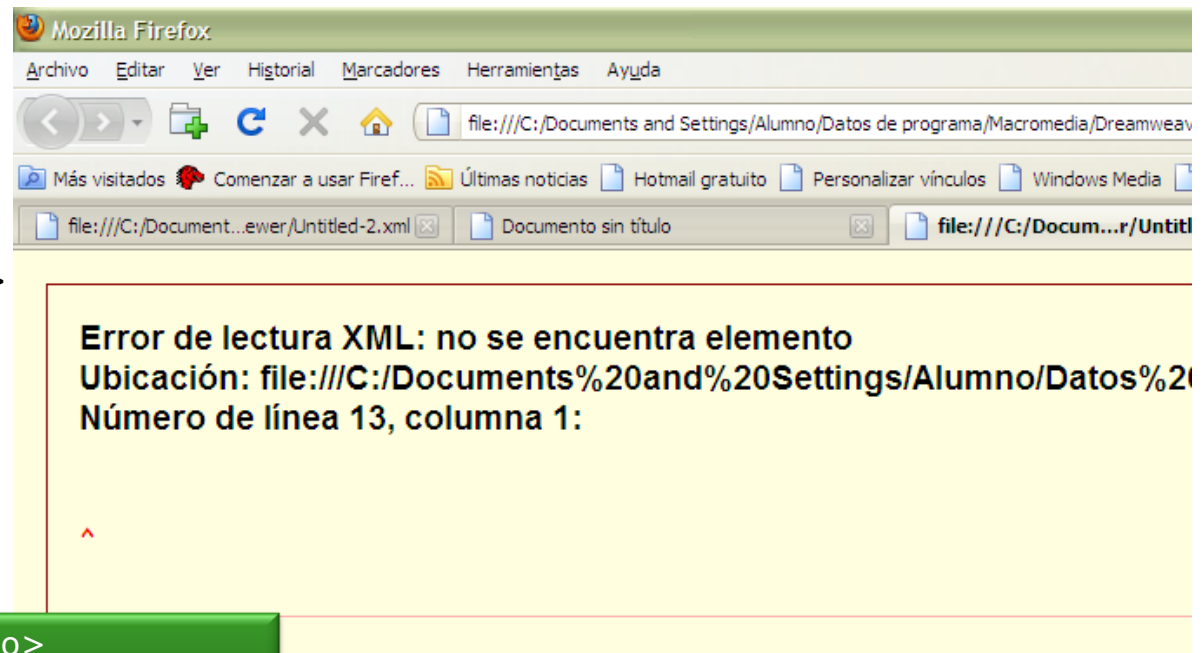 Mozilla Firefox
Archivo Editar Ver Historial Marcadores Herramientas Ayuda
file:///C:/Documents and Settings/Alumno/Datos de programa/Macromedia/Dreamweav
Más visitados Comenzar a usar Firef... Últimas noticias Hotmail gratuito Personalizar vínculos Windows Media
file:///C:/Document...ewer/Untitled-2.xml Documento sin título file:///C:/Docum...r/Untitl
Error de lectura XML: no se encuentra elemento
Ubicación: file:///C:/Documents%20and%20Settings/Alumno/Datos%20
Número de línea 13, columna 1:
^
o>